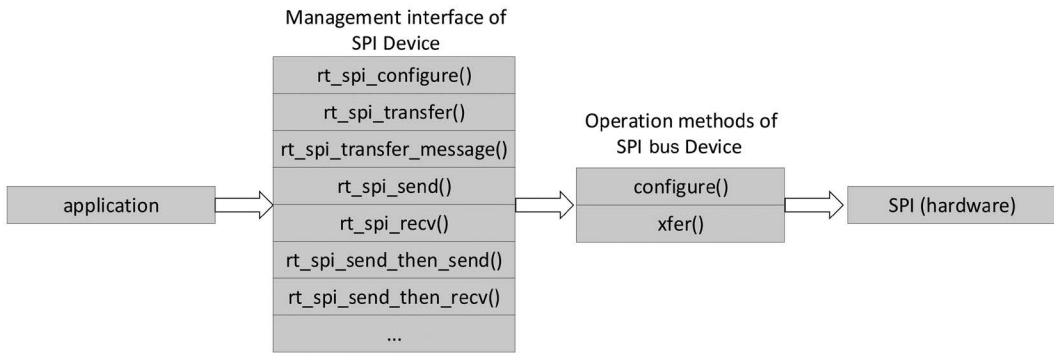 Management interface of
SPI Device
rt_spi_configure()
rt_spi_transfer()
rt_spi_transfer_message()
rt_spi_send()
rt_spi_recv()
rt_spi_send_then_send()
rt_spi_send_then_recv()
...
application
Operation methods of
SPI bus Device
configure()
xfer()
SPI (hardware)